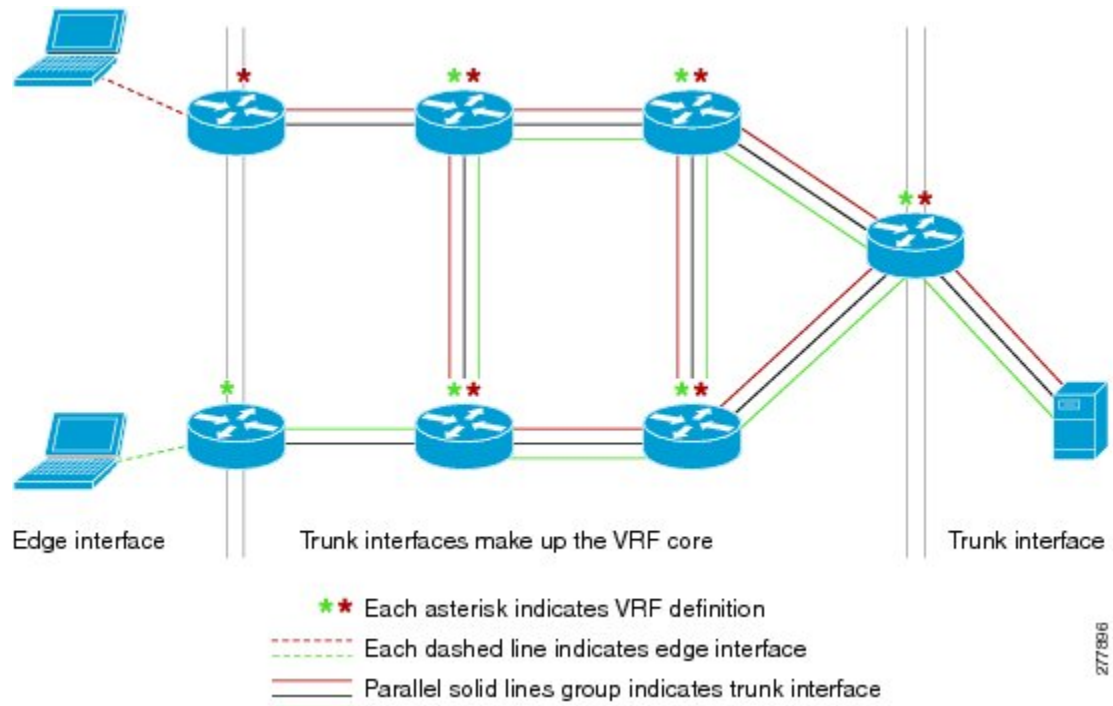 * * *
* * *
* *
*
* * * *
Edge interface
Trunk interfaces make up the VRF core
Trunk interface
** Each asterisk indicates VRF definition
Each dashed line indicates edge interface
Parallel solid lines group indicates trunk interface
277896